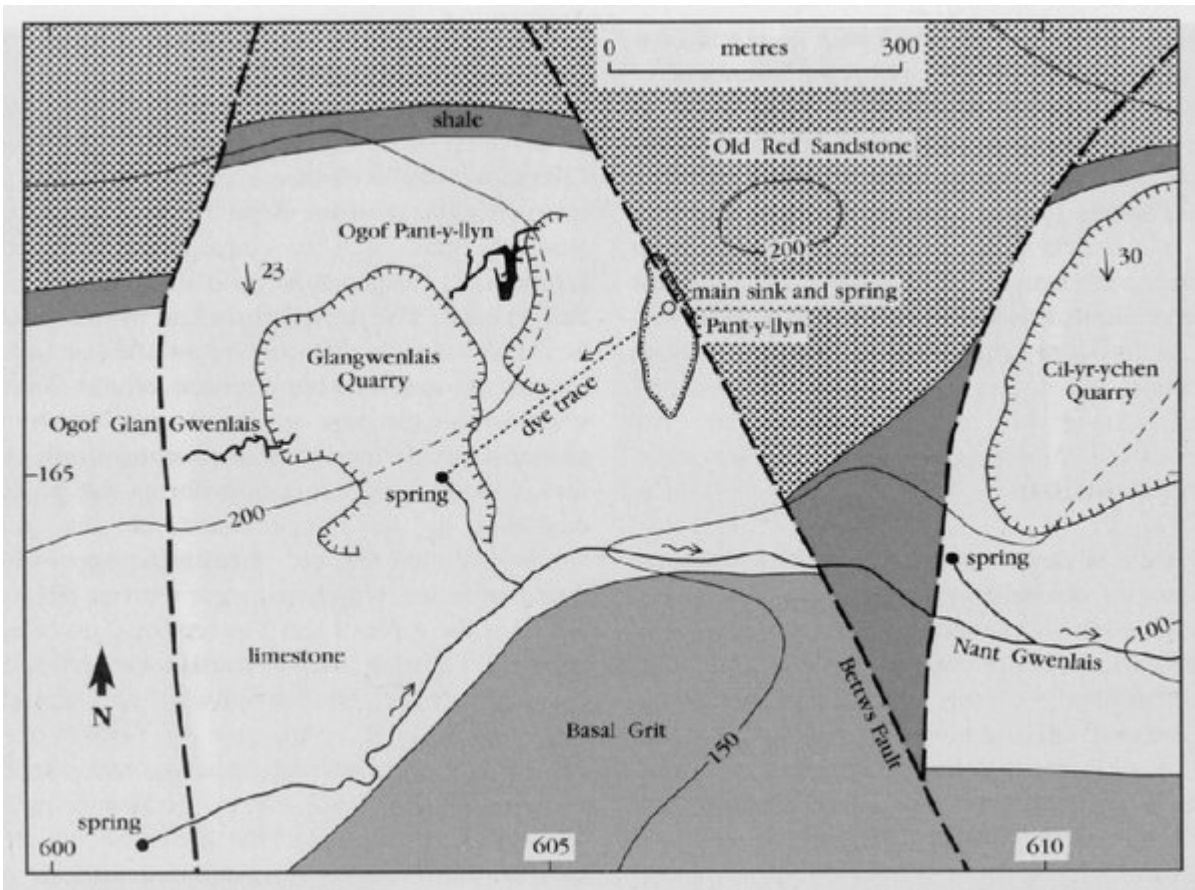 0 metres 300
shale
Old Red Sandstone
200
Ogof Pant-y-llyn
23
30
main sink and spring
Pant-y-llyn
Glangwenlais
Quarry
Cil-yr-ychen
Quarry
dye trace
Ogof Glan Gwenlais
165
spring
200
spring
limestone
Nant Gwenlais
100
N
Basal Grit
150
Bettws Fault
spring
600
605
610